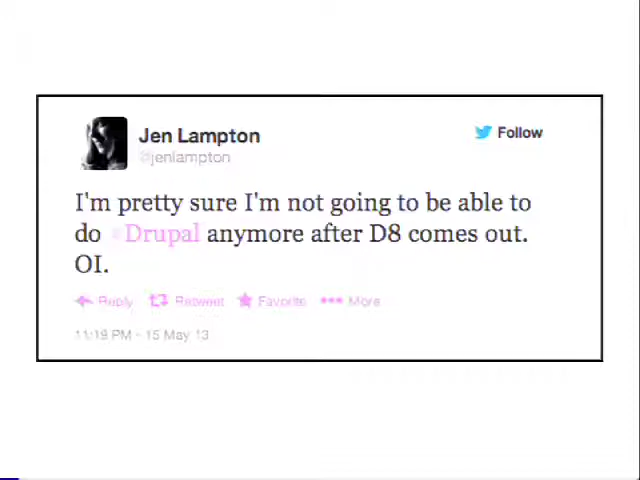 Jen Lampton
@jenlampton
Follow
I'm pretty sure I'm not going to be able to
do #Drupal anymore after D8 comes out.
OI.
Reply Retweet Favorite More
11:19 PM - 15 May 13